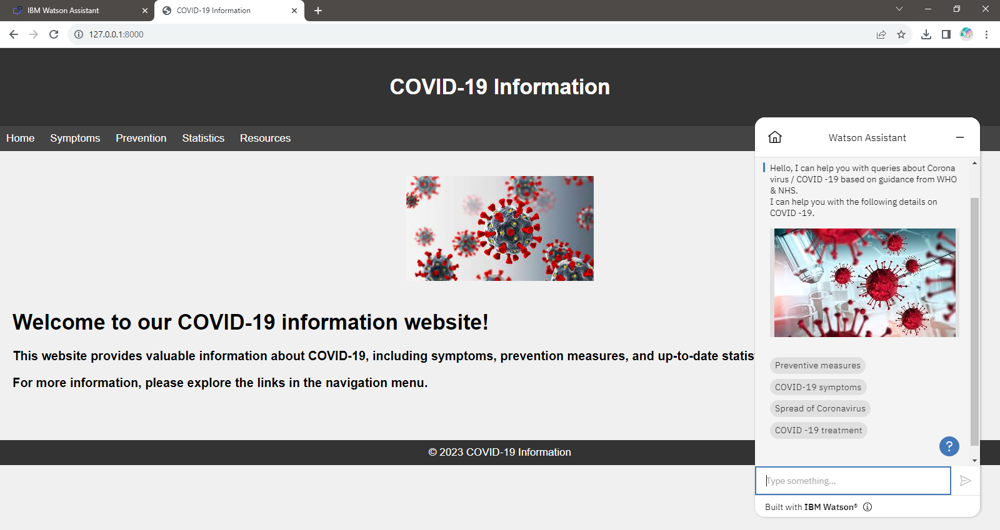 IBM Watson Assistant
COVID-19 Information
127.0.0.1:8000
COVID-19 Information
Home Symptoms Prevention Statistics Resources
Welcome to our COVID-19 information website!
This website provides valuable information about COVID-19, including symptoms, prevention measures, and up-to-date
For more information, please explore the links in the navigation menu.
© 2023 COVID-19 Information
Watson Assistant
Hello, I can help you with queries about Corona
virus / COVID -19 based on guidance from WHO
& NHS.
I can help you with the following details on
COVID -19.
Preventive measures
COVID-19 symptoms
Spread of Coronavirus
COVID -19 treatment
?
Type something...
Built with IBM Watson®